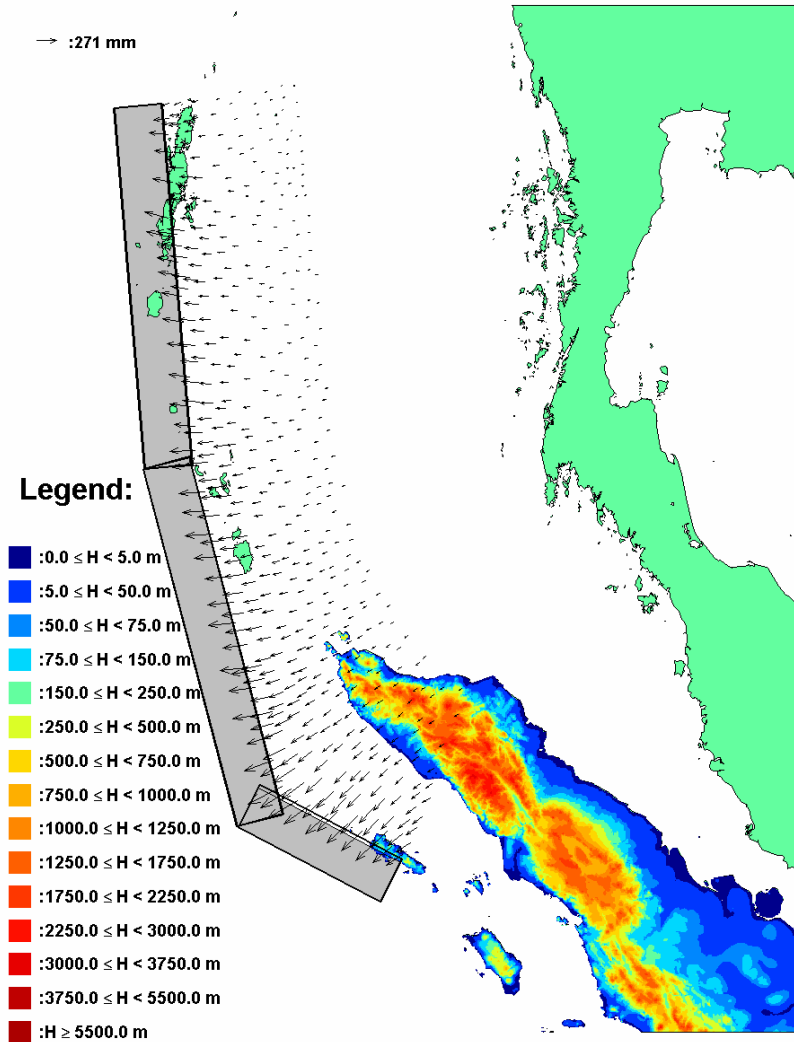 :271 mm
Legend:
:0.0 ≤ H < 5.0 m
:5.0 ≤ H < 50.0 m
:50.0 ≤ H < 75.0 m
:75.0 ≤ H < 150.0 m
:150.0 ≤ H < 250.0 m
:250.0 ≤ H < 500.0 m
:500.0 ≤ H < 750.0 m
:750.0 ≤ H < 1000.0 m
:1000.0 ≤ H < 1250.0 m
:1250.0 ≤ H < 1750.0 m
:1750.0 ≤ H < 2250.0 m
:2250.0 ≤ H < 3000.0 m
:3000.0 ≤ H < 3750.0 m
:3750.0 ≤ H < 5500.0 m
:H ≥ 5500.0 m